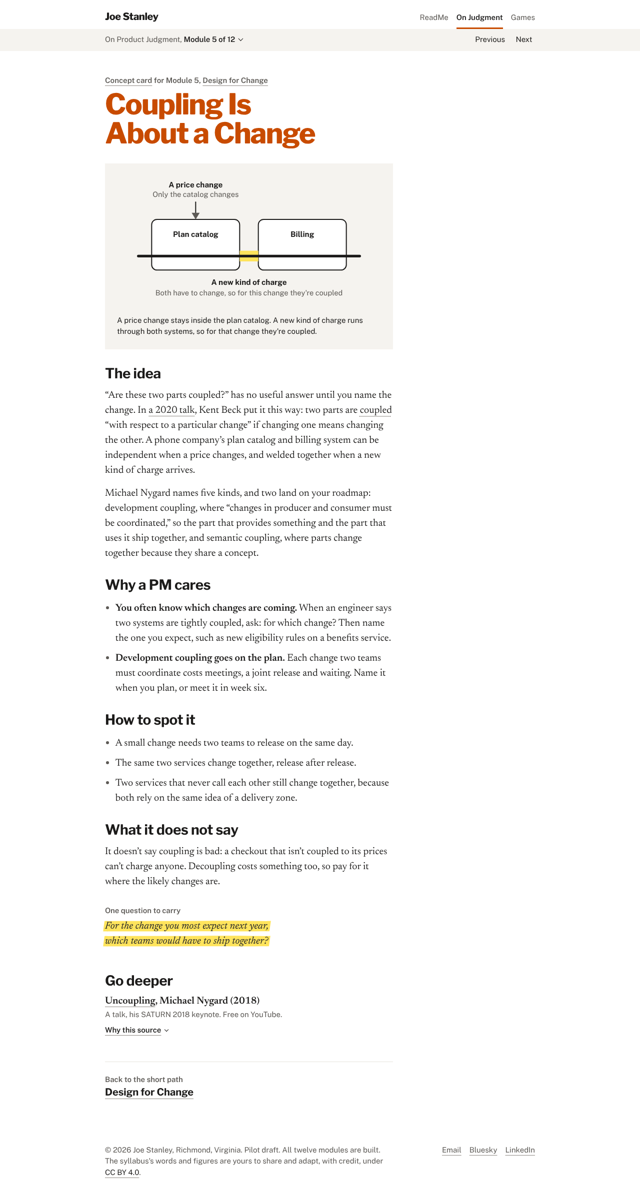 Joe Stanley
ReadMe On Judgment Games
On Product Judgment, Module 5 of 12
Previous Next
Concept card for Module 5, Design for Change
Coupling Is
About a Change
A price change
Only the catalog changes
Plan catalog
Billing
A new kind of charge
Both have to change, so for this change they're coupled
A price change stays inside the plan catalog. A new kind of charge runs
through both systems, so for that change they're coupled.
The idea
“Are these two parts coupled?” has no useful answer until you name the
change. In a 2020 talk, Kent Beck put it this way: two parts are coupled
“with respect to a particular change” if changing one means changing
the other. A phone company’s plan catalog and billing system can be
independent when a price changes, and welded together when a new
kind of charge arrives.
Michael Nygard names five kinds, and two land on your roadmap:
development coupling, where “changes in producer and consumer must
be coordinated,” so the part that provides something and the part that
uses it ship together, and semantic coupling, where parts change
together because they share a concept.
Why a PM cares
• You often know which changes are coming. When an engineer says
two systems are tightly coupled, ask: for which change? Then name
the one you expect, such as new eligibility rules on a benefits service.
• Development coupling goes on the plan. Each change two teams
must coordinate costs meetings, a joint release and waiting. Name it
when you plan, or meet it in week six.
How to spot it
• A small change needs two teams to release on the same day.
• The same two services change together, release after release.
• Two services that never call each other still change together, because
both rely on the same idea of a delivery zone.
What it does not say
It doesn’t say coupling is bad: a checkout that isn’t coupled to its prices
can’t charge anyone. Decoupling costs something too, so pay for it
where the likely changes are.
One question to carry
For the change you most expect next year,
which teams would have to ship together?
Go deeper
Uncoupling, Michael Nygard (2018)
A talk, his SATURN 2018 keynote. Free on YouTube.
Why this source
Back to the short path
Design for Change
© 2026 Joe Stanley, Richmond, Virginia. Pilot draft. All twelve modules are built.
The syllabus’s words and figures are yours to share and adapt, with credit, under
CC BY 4.0.
Email Bluesky LinkedIn